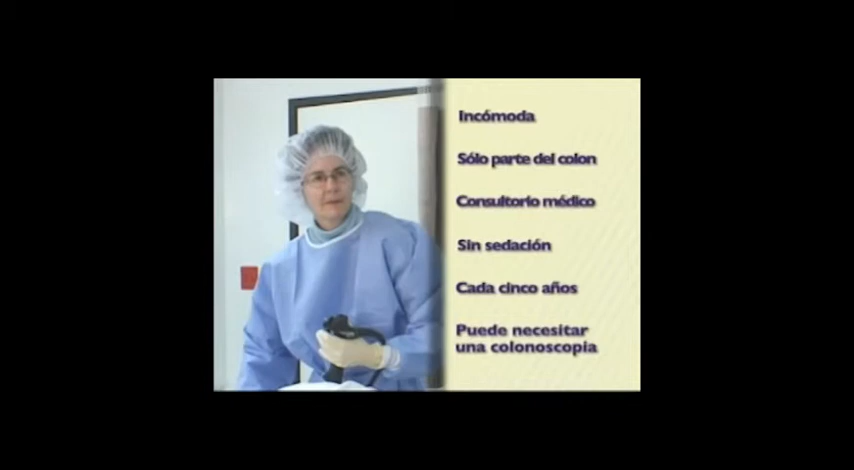 Incómoda
Sólo parte del colon
Consultorio médico
Sin sedación
Cada cinco años
Puede necesitar
una colonoscopia